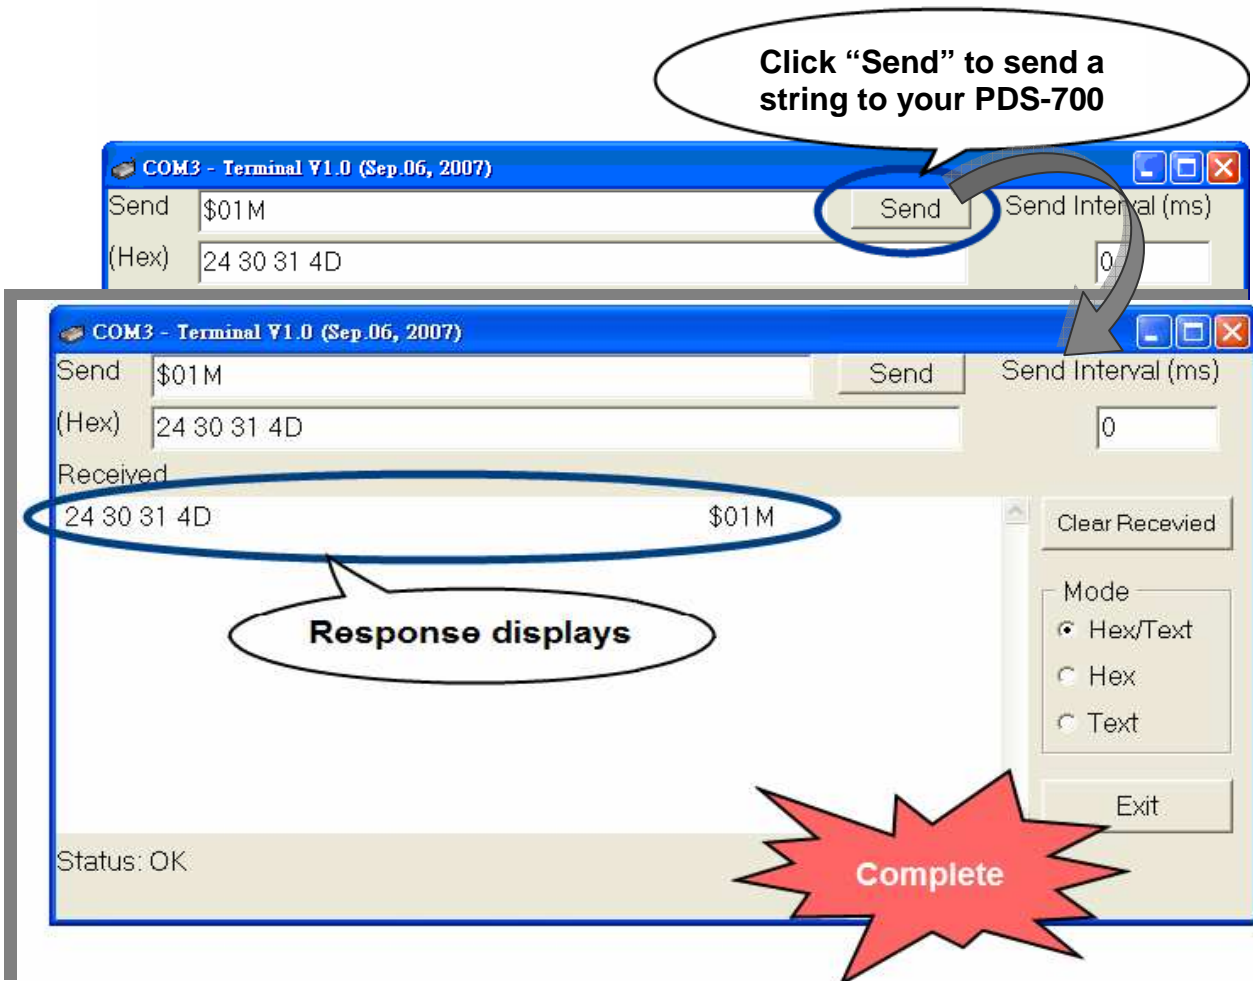 Click “Send” to send a
string to your PDS-700
COM3 - Terminal V1.0 (Sep.06, 2007)
Send $01M Send Send Interval (ms)
(Hex) 24 30 31 4D 0
COM3 - Terminal V1.0 (Sep.06, 2007)
Send $01M Send Send Interval (ms)
(Hex) 24 30 31 4D 0
Received
24 30 31 4D $01M
Clear Recevied
Response displays
Mode
Hex/Text
Hex
Text
Exit
Status: OK
Complete